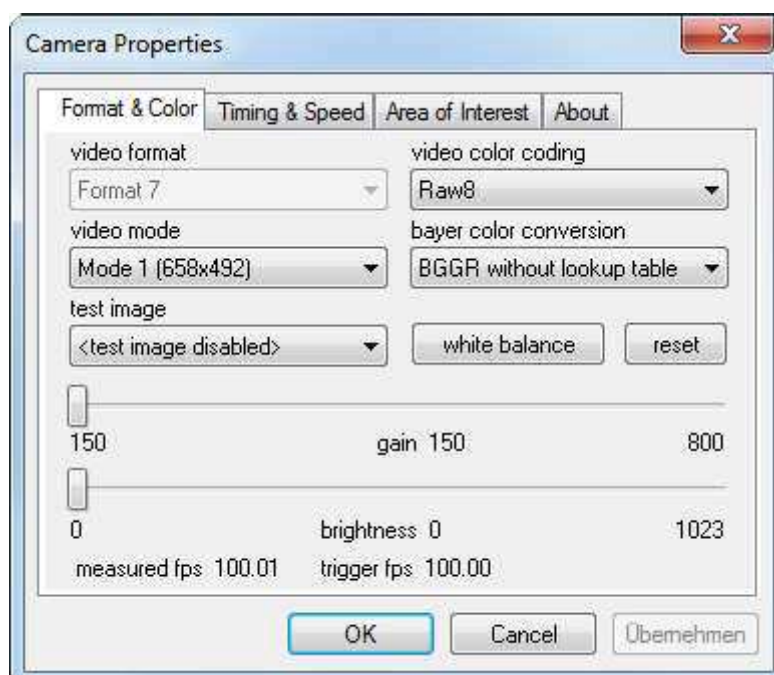 Camera Properties
Format & Color Timing & Speed Area of Interest About
video format video color coding
Format 7 Raw8
video mode bayer color conversion
Mode 1 (658x492) BGGR without lookup table
test image
<test image disabled> white balance reset
150 gain 150 800
0 brightness 0 1023
measured fps 100.01 trigger fps 100.00
OK Cancel Übernehmen